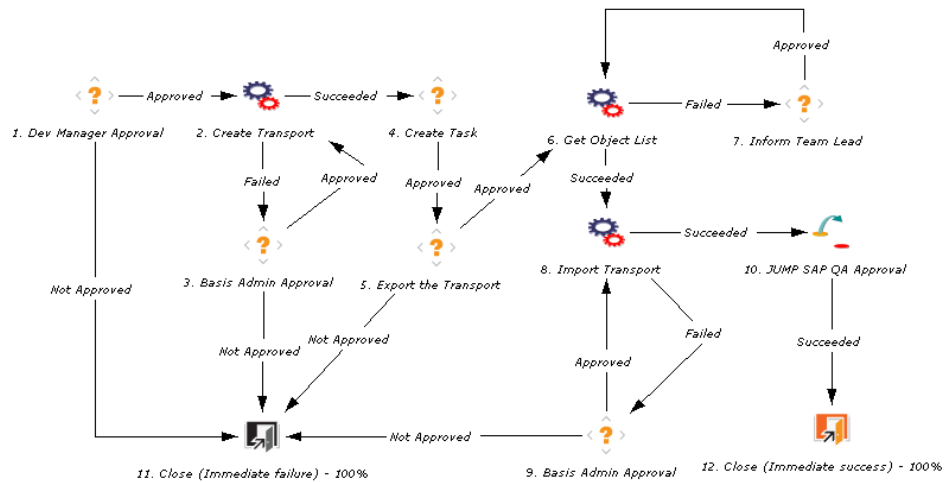 Approved
Approved
Succeeded
Failed
1. Dev Manager Approval
2. Create Transport
4. Create Task
6. Get Object List
7. Inform Team Lead
Failed
Approved
Approved
Approved
Succeeded
Succeeded
3. Basis Admin Approval
5. Export the Transport
8. Import Transport
10. JUMP SAP QA Approval
Not Approved
Not Approved
Not Approved
Failed
Approved
Succeeded
Not Approved
11. Close (Immediate failure) - 100%
9. Basis Admin Approval
12. Close (Immediate success) - 100%